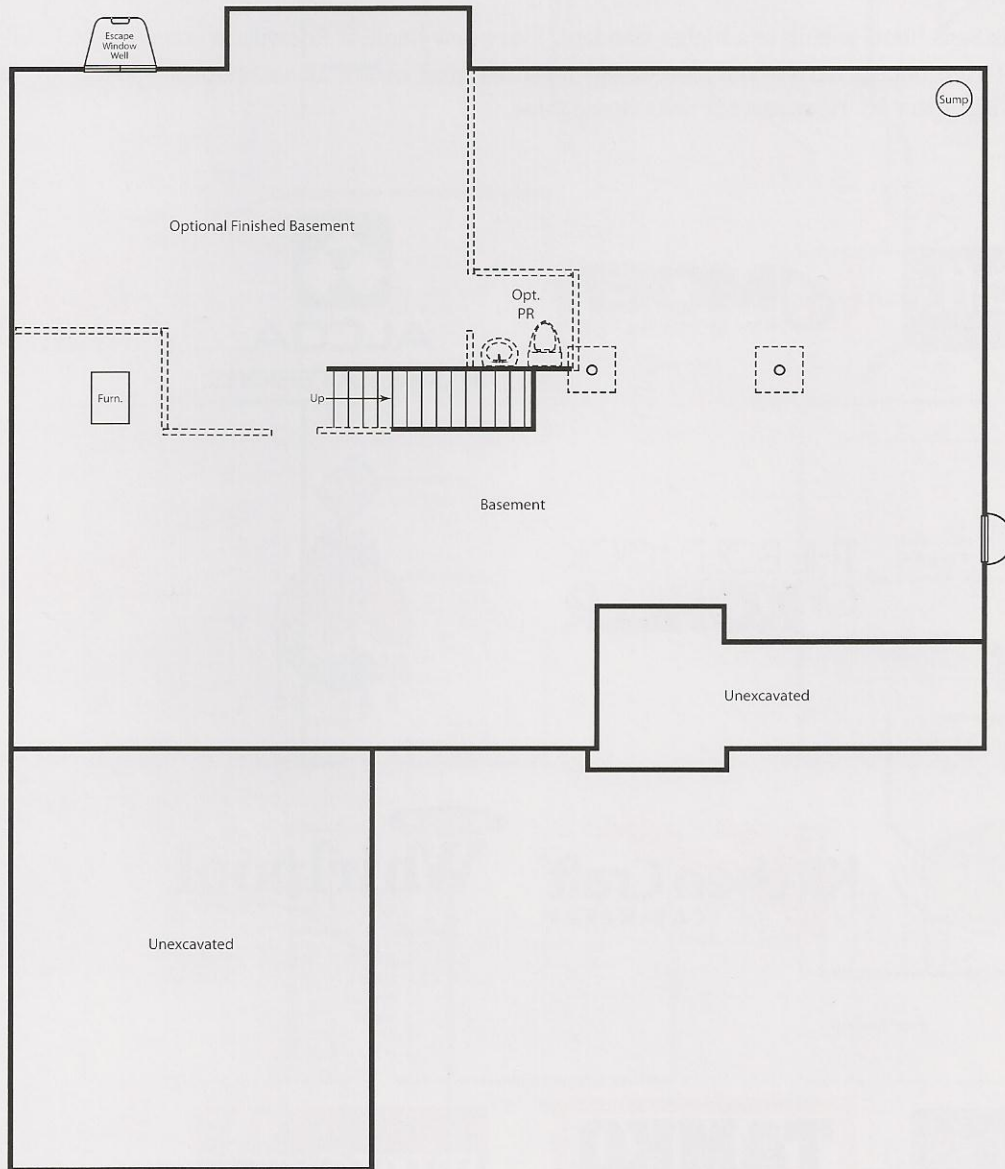 Escape
Window
Well
Sump
Optional Finished Basement
Opt.
PR
Furn.
Up
Basement
Unexcavated
Unexcavated